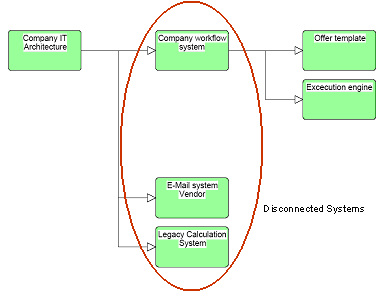 Company IT
Architecture
Company workflow
system
Offer template
Excecution engine
E-Mail system
Vendor
Disconnected Systems
Legacy Calculation
System